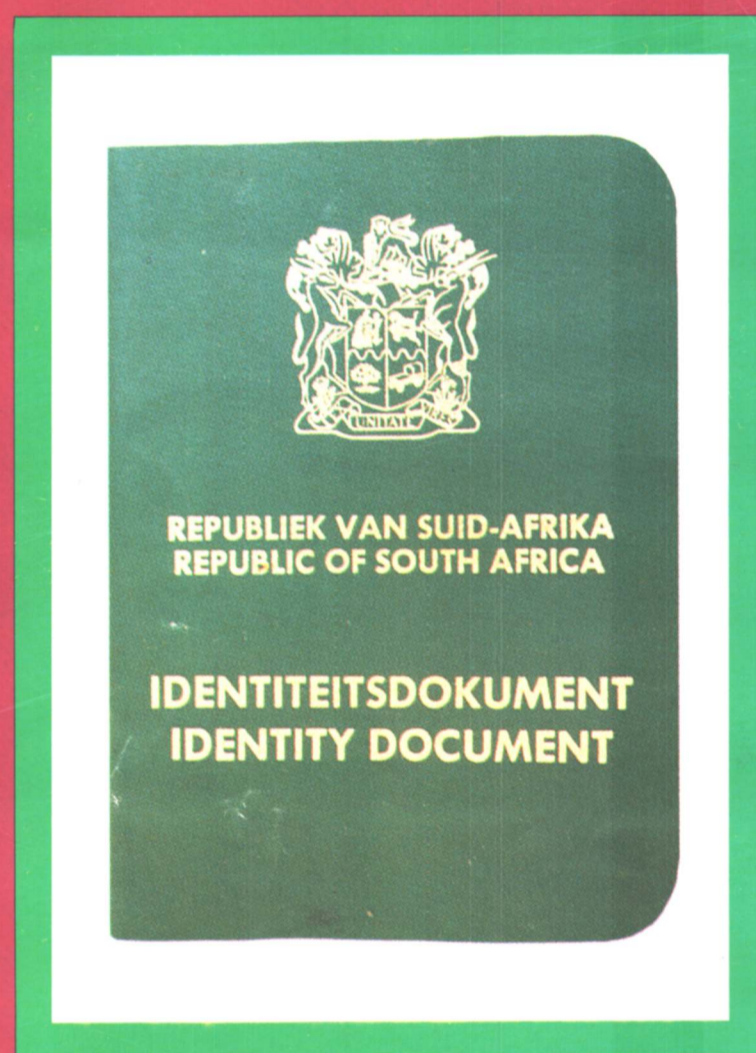 UNITATE VIRES
REPUBLIEK VAN SUID-AFRIKA
REPUBLIC OF SOUTH AFRICA
IDENTITEITSDOKUMENT
IDENTITY DOCUMENT